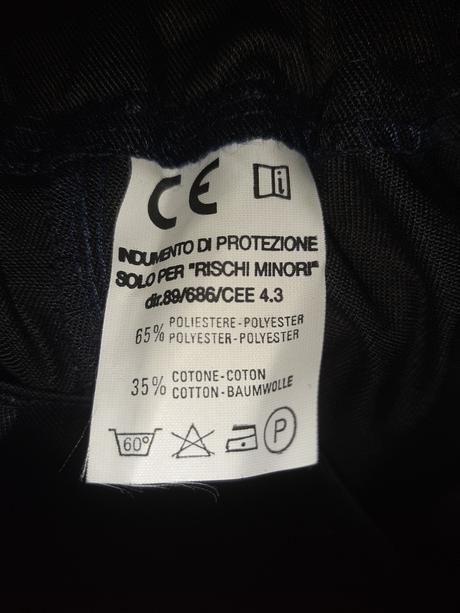 CE i
INDUMENTO DI PROTEZIONE
SOLO PER "RISCHI MINORI"
dir.89/686/CEE 4.3
65% POLIESTERE-POLYESTER
POLYESTER-POLYESTER
35% COTONE-COTON
COTTON-BAUMWOLLE
60° P